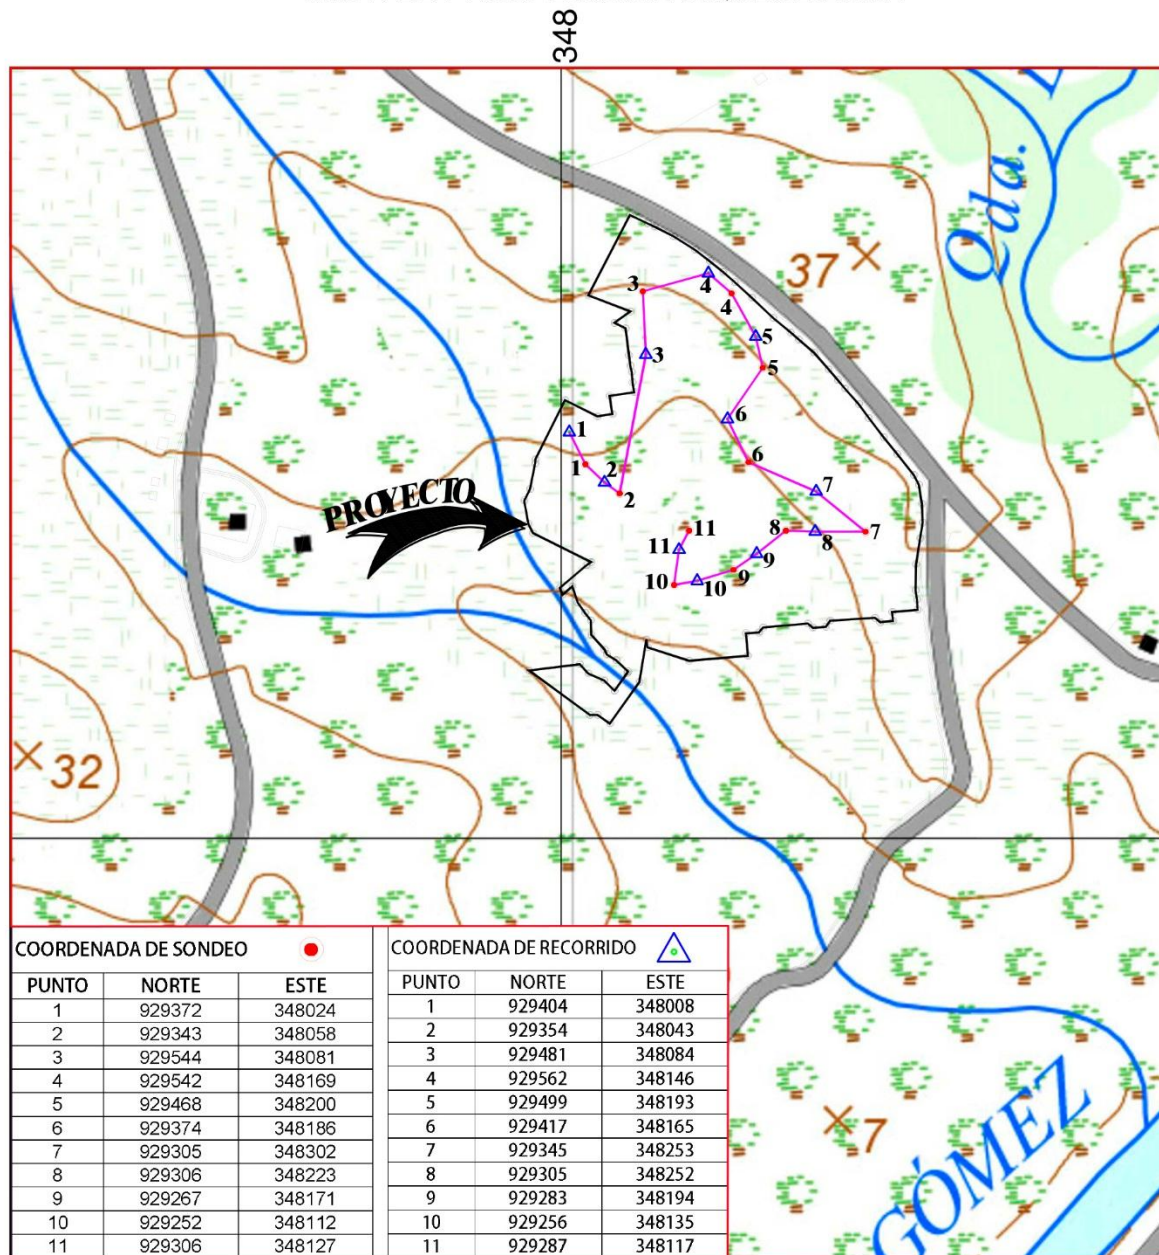 348
37
Qda.
3
4
4
3
5
5
6
1
6
1
2
7
2
PROYECTO
11
8
8
7
11
9
9
10
10
32
COORDENADA DE SONDEO
PUNTO NORTE ESTE
1 929372 348024
2 929343 348058
3 929544 348081
4 929542 348169
5 929468 348200
6 929374 348186
7 929305 348302
8 929306 348223
9 929267 348171
10 929252 348112
11 929306 348127
COORDENADA DE RECORRIDO
PUNTO NORTE ESTE
1 929404 348008
2 929354 348043
3 929481 348084
4 929562 348146
5 929499 348193
6 929417 348165
7 929345 348253
8 929305 348252
9 929283 348194
10 929256 348135
11 929287 348117
7
GÓMEZ